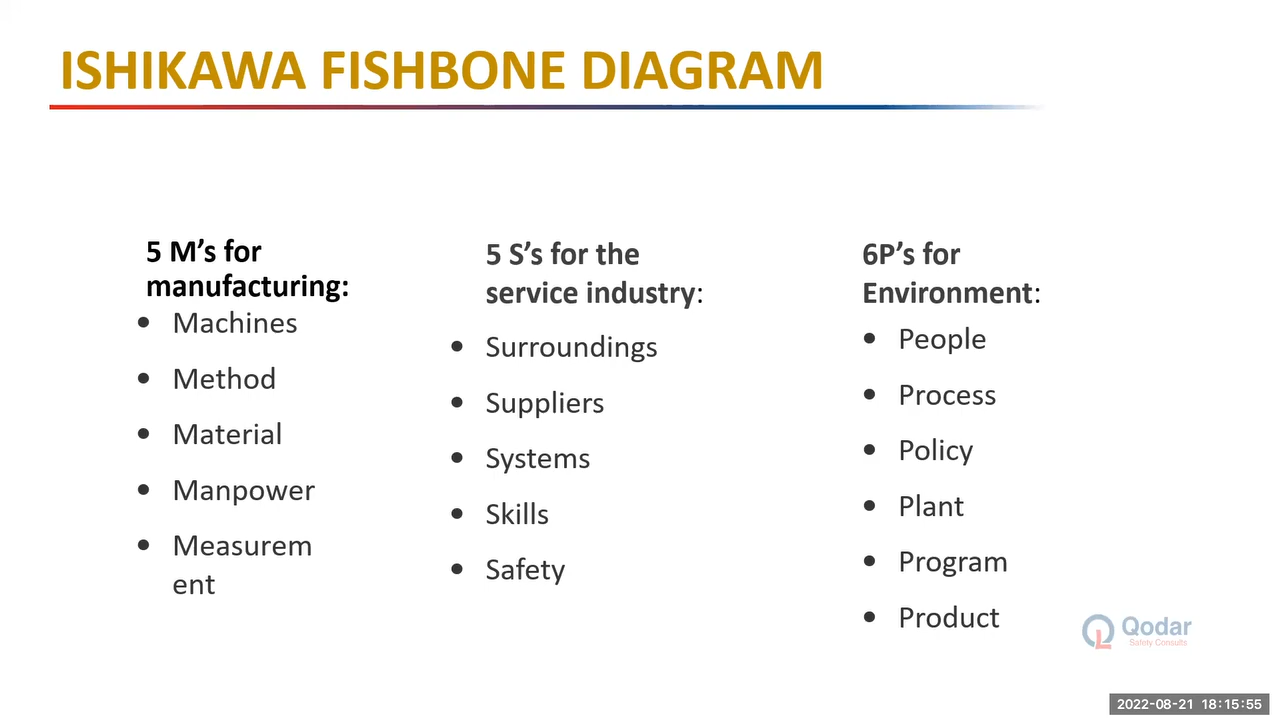 ISHIKAWA FISHBONE DIAGRAM
5 M’s for
manufacturing:
• Machines
• Method
• Material
• Manpower
• Measurem
ent
5 S’s for the
service industry:
• Surroundings
• Suppliers
• Systems
• Skills
• Safety
6P’s for
Environment:
• People
• Process
• Policy
• Plant
• Program
• Product
Qodar
Safety Consults
2022-08-21 18:15:55